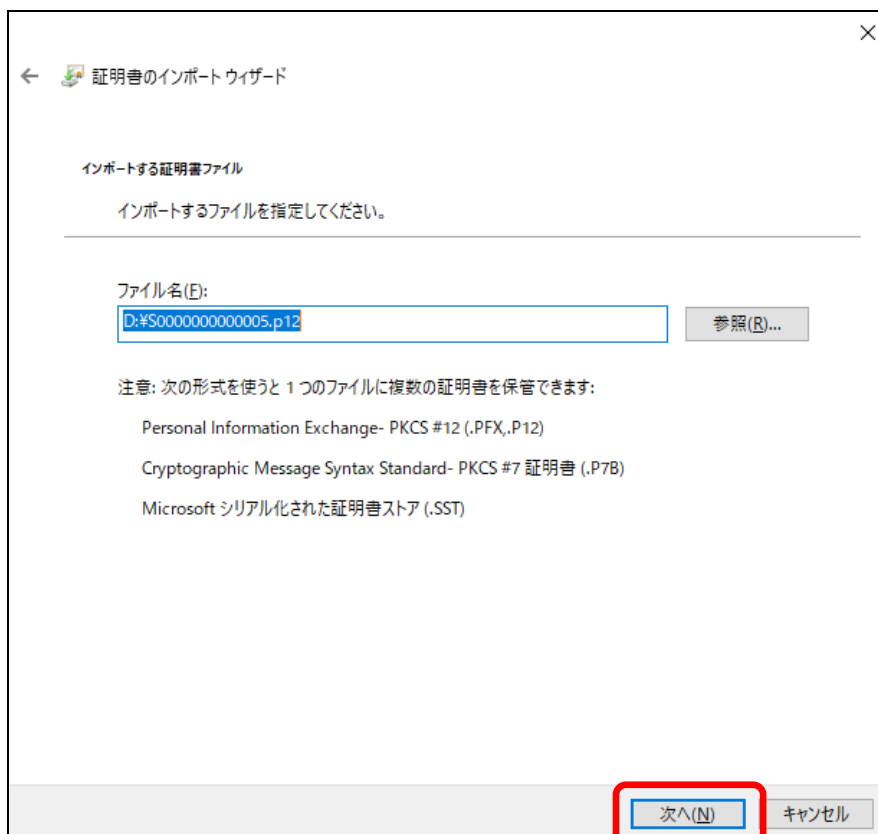 証明書のインポート ウィザード
インポートする証明書ファイル
インポートするファイルを指定してください。
ファイル名(F):
D:¥S0000000000005.p12
参照(R)...
注意: 次の形式を使うと 1 つのファイルに複数の証明書を保管できます:
Personal Information Exchange- PKCS #12 (.PFX,.P12)
Cryptographic Message Syntax Standard- PKCS #7 証明書 (.P7B)
Microsoft シリアル化された証明書ストア (.SST)
次へ(N)
キャンセル